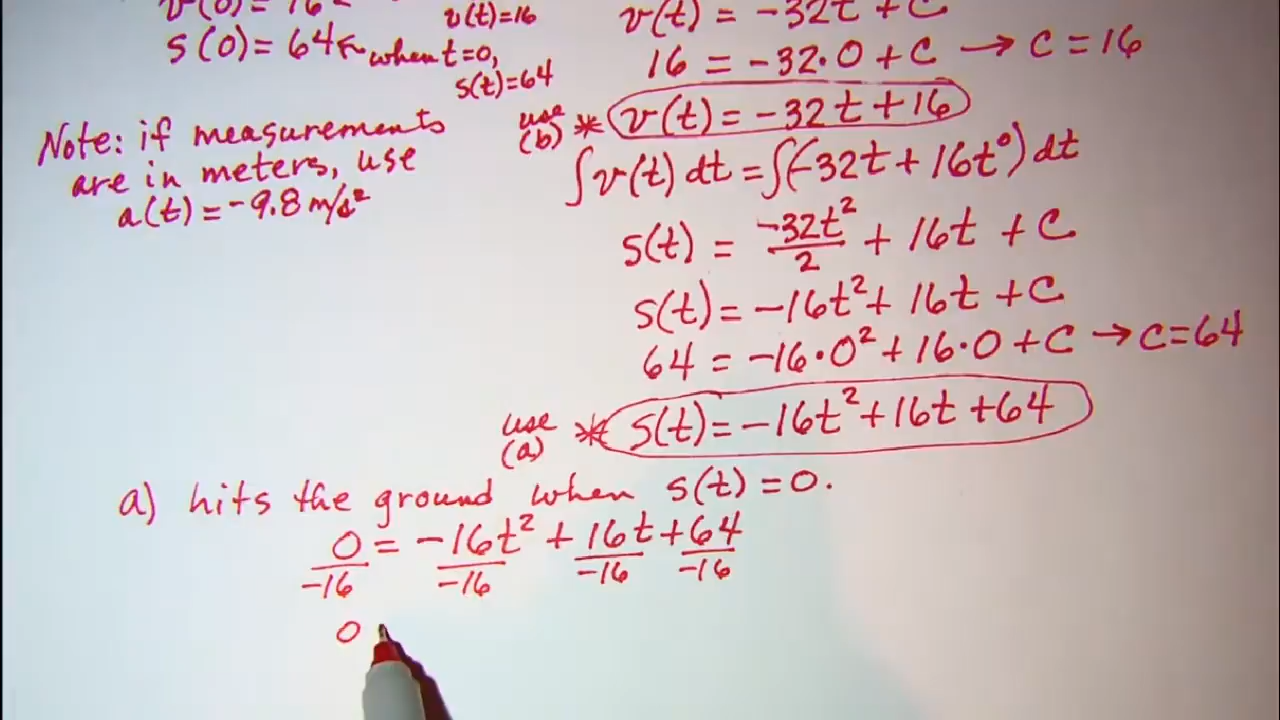 v(0) = 16
v(t)=16
s(0) = 64 when t=0,
s(t)=64
Note: if measurements
are in meters, use
a(t) = -9.8 m/s²
v(t) = -32t + C
16 = -32·0 + C → C = 16
use
(b) * v(t) = -32t + 16
∫v(t) dt = ∫(-32t + 16t⁰) dt
s(t) = -32t²/2 + 16t + C
s(t) = -16t² + 16t + C
64 = -16·0² + 16·0 + C → C=64
use
(a) * s(t) = -16t² + 16t + 64
a) hits the ground when s(t) = 0.
0 = -16t² + 16t + 64
-16 -16 -16 -16
0